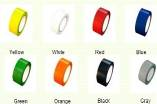 Yellow White Red Blue
Green Orange Black Gray